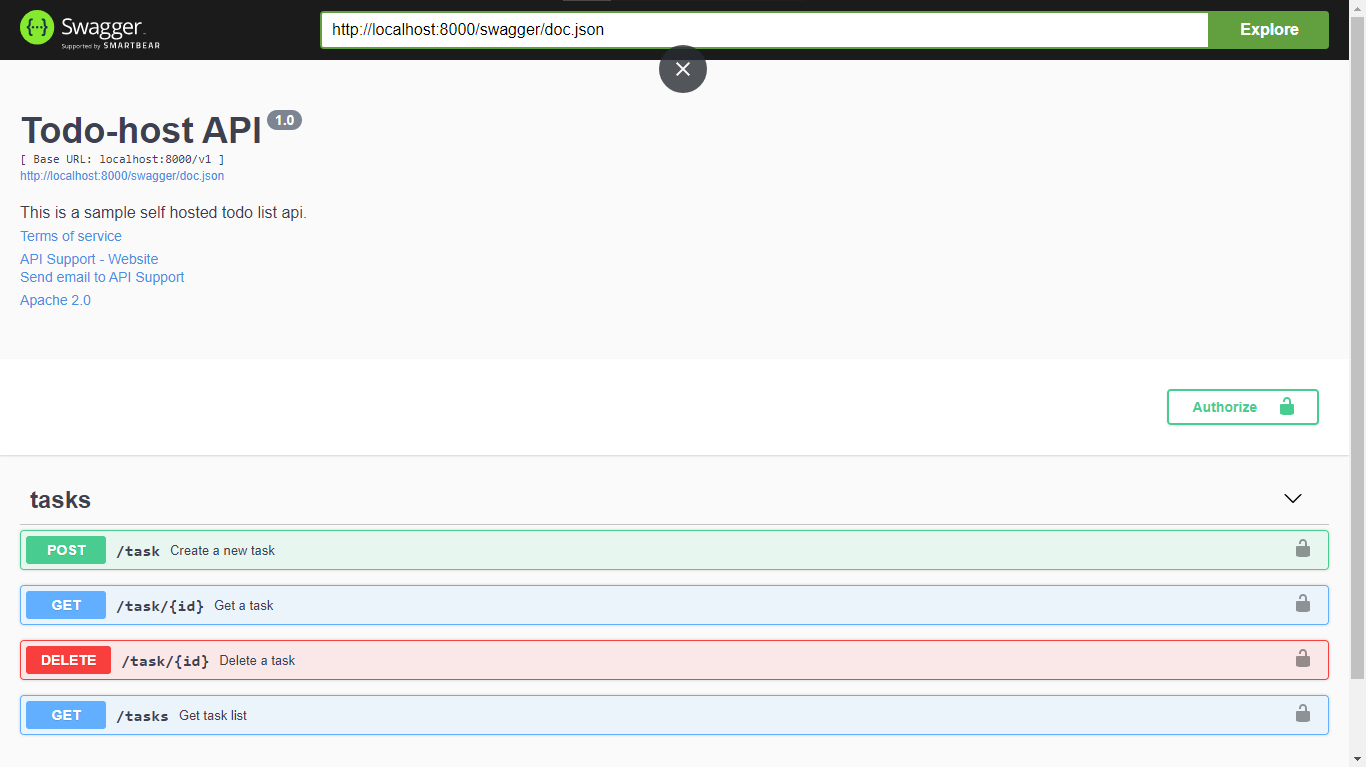 Swagger
Supported by SMARTBEAR
http://localhost:8000/swagger/doc.json
Explore
Todo-host API 1.0
[ Base URL: localhost:8000/v1 ]
http://localhost:8000/swagger/doc.json
This is a sample self hosted todo list api.
Terms of service
API Support - Website
Send email to API Support
Apache 2.0
Authorize
tasks
POST /task Create a new task
GET /task/{id} Get a task
DELETE /task/{id} Delete a task
GET /tasks Get task list